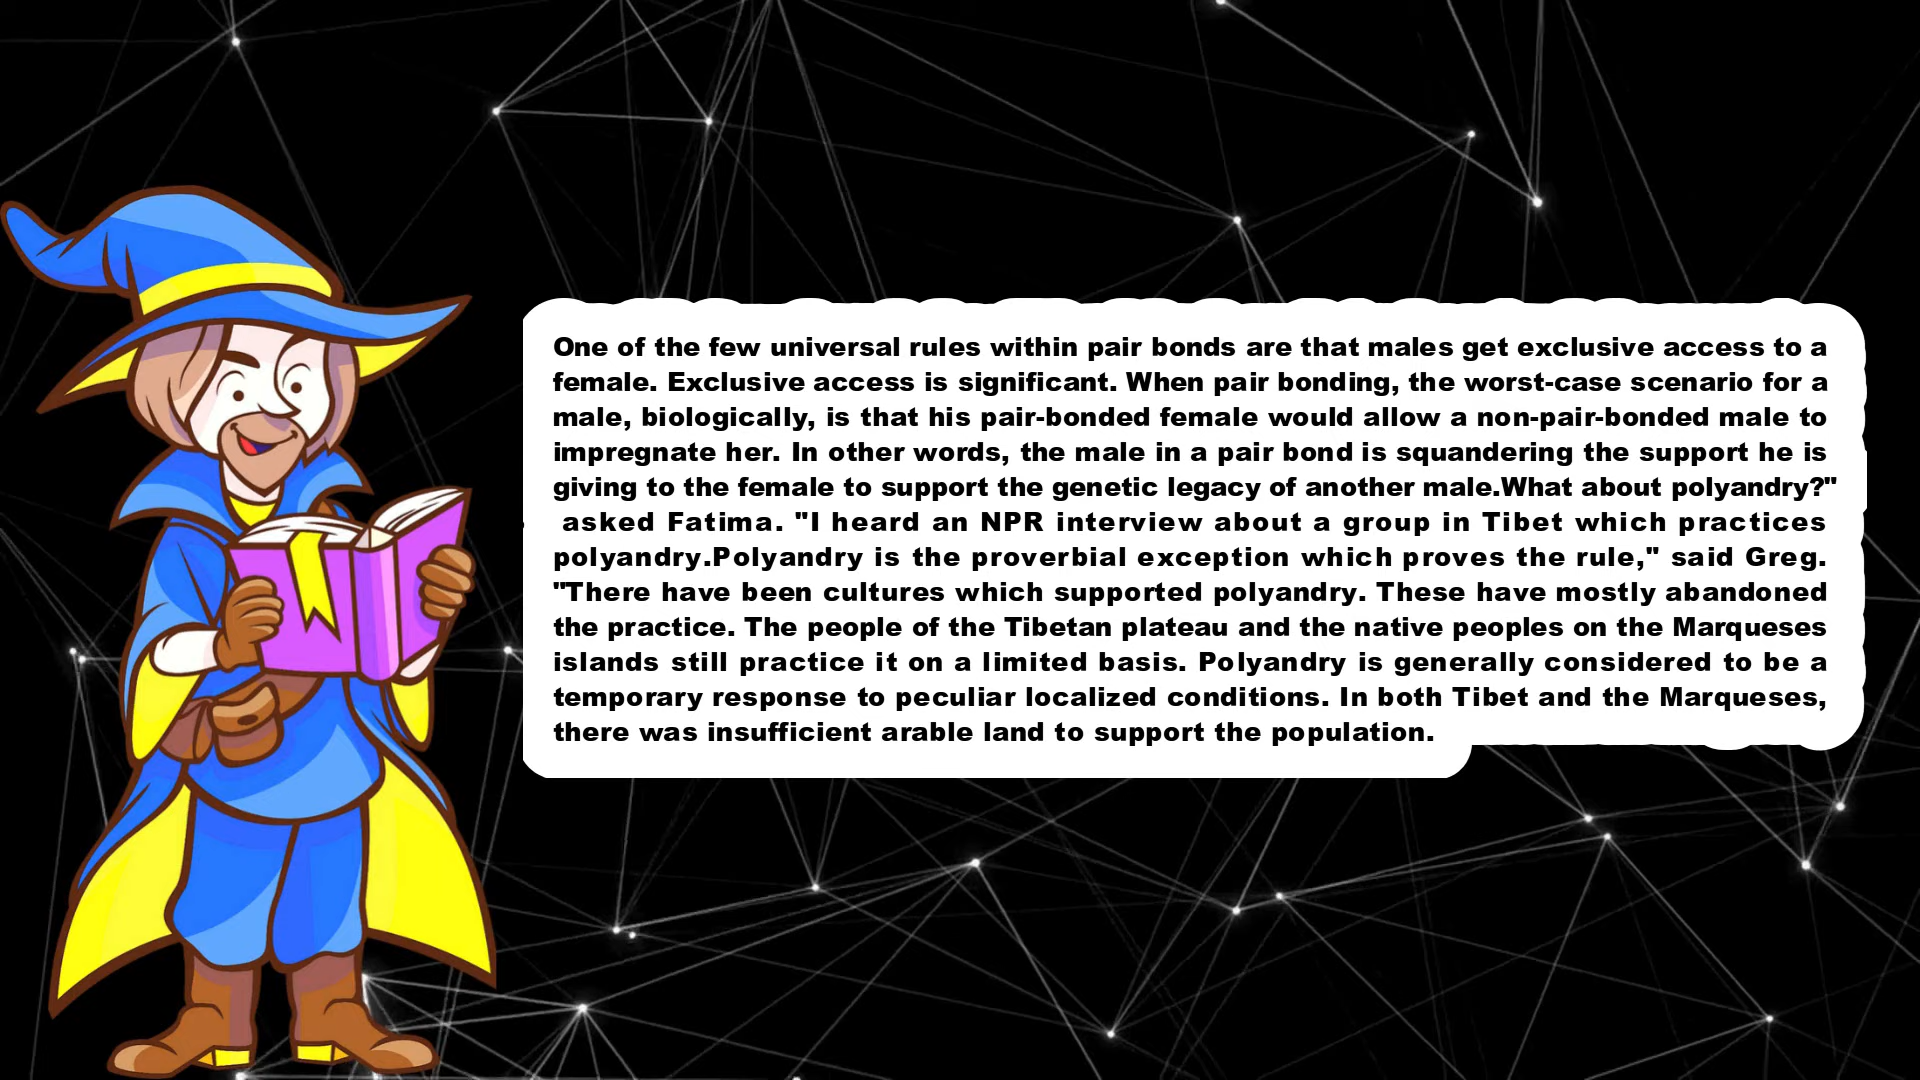 One of the few universal rules within pair bonds are that males get exclusive access to a
female. Exclusive access is significant. When pair bonding, the worst-case scenario for a
male, biologically, is that his pair-bonded female would allow a non-pair-bonded male to
impregnate her. In other words, the male in a pair bond is squandering the support he is
giving to the female to support the genetic legacy of another male.What about polyandry?"
asked Fatima. "I heard an NPR interview about a group in Tibet which practices
polyandry.Polyandry is the proverbial exception which proves the rule," said Greg.
"There have been cultures which supported polyandry. These have mostly abandoned
the practice. The people of the Tibetan plateau and the native peoples on the Marqueses
islands still practice it on a limited basis. Polyandry is generally considered to be a
temporary response to peculiar localized conditions. In both Tibet and the Marqueses,
there was insufficient arable land to support the population.